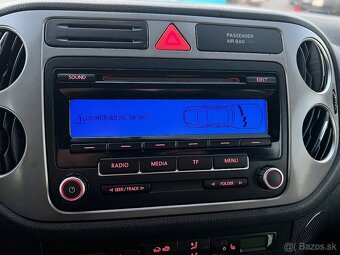 PASSENGER
AIR BAG
SOUND
EJECT
RADIO
MEDIA
TP
MENU
SEEK/TRACK
FOLDER
© bazos.sk